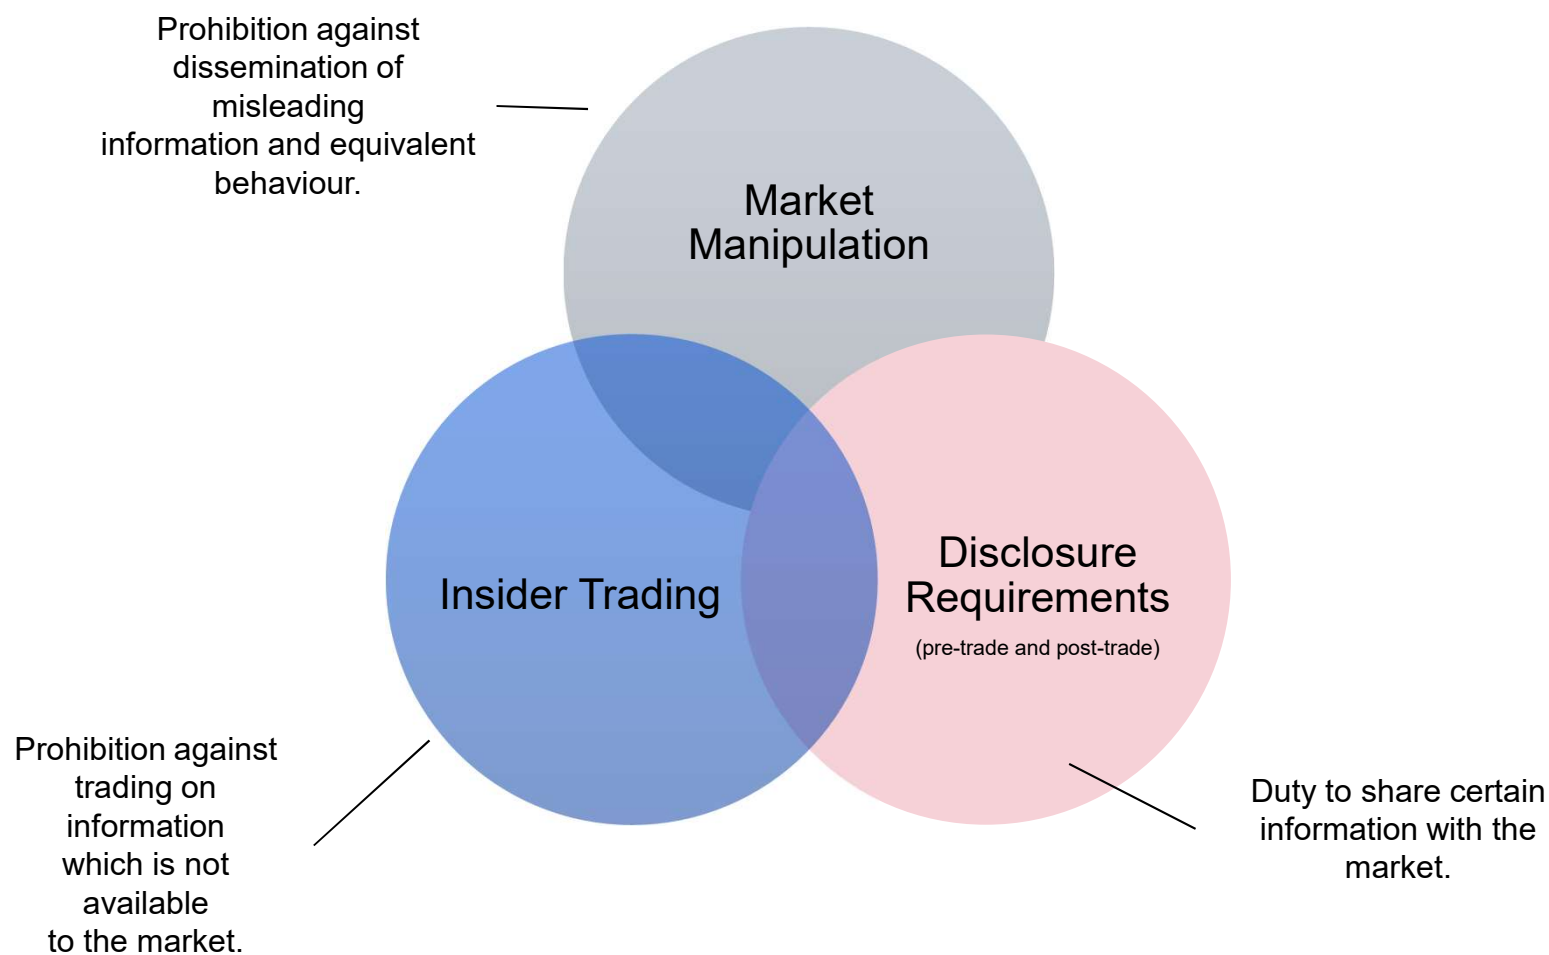 Prohibition against
dissemination of
misleading
information and equivalent
behaviour.
Market
Manipulation
Insider Trading
Disclosure
Requirements
(pre-trade and post-trade)
Prohibition against
trading on
information
which is not
available
to the market.
Duty to share certain
information with the
market.